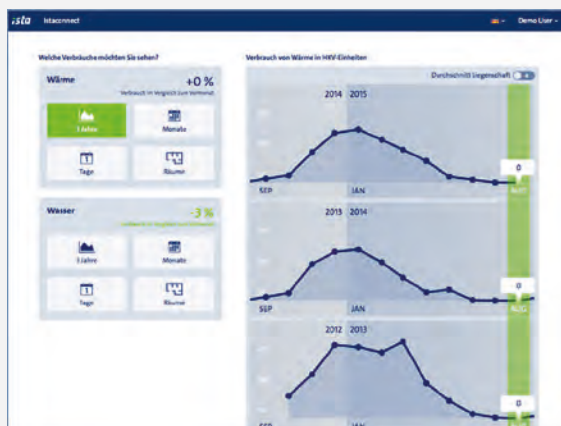 ista
Istaconnect
Demo User
Welche Verbräuche möchten Sie sehen?
Wärme
+0 %
Verbrauch im Vergleich zum Vormonat
3 Jahre
Monate
Tage
Räume
Wasser
-3 %
3 Jahre
Monate
Tage
Räume
Verbrauch von Wärme in HKV-Einheiten
Durchschnitt Liegenschaft
2014 2015
0
SEP JAN AUG
2013 2014
0
SEP JAN AUG
2012 2013
0
SEP JAN